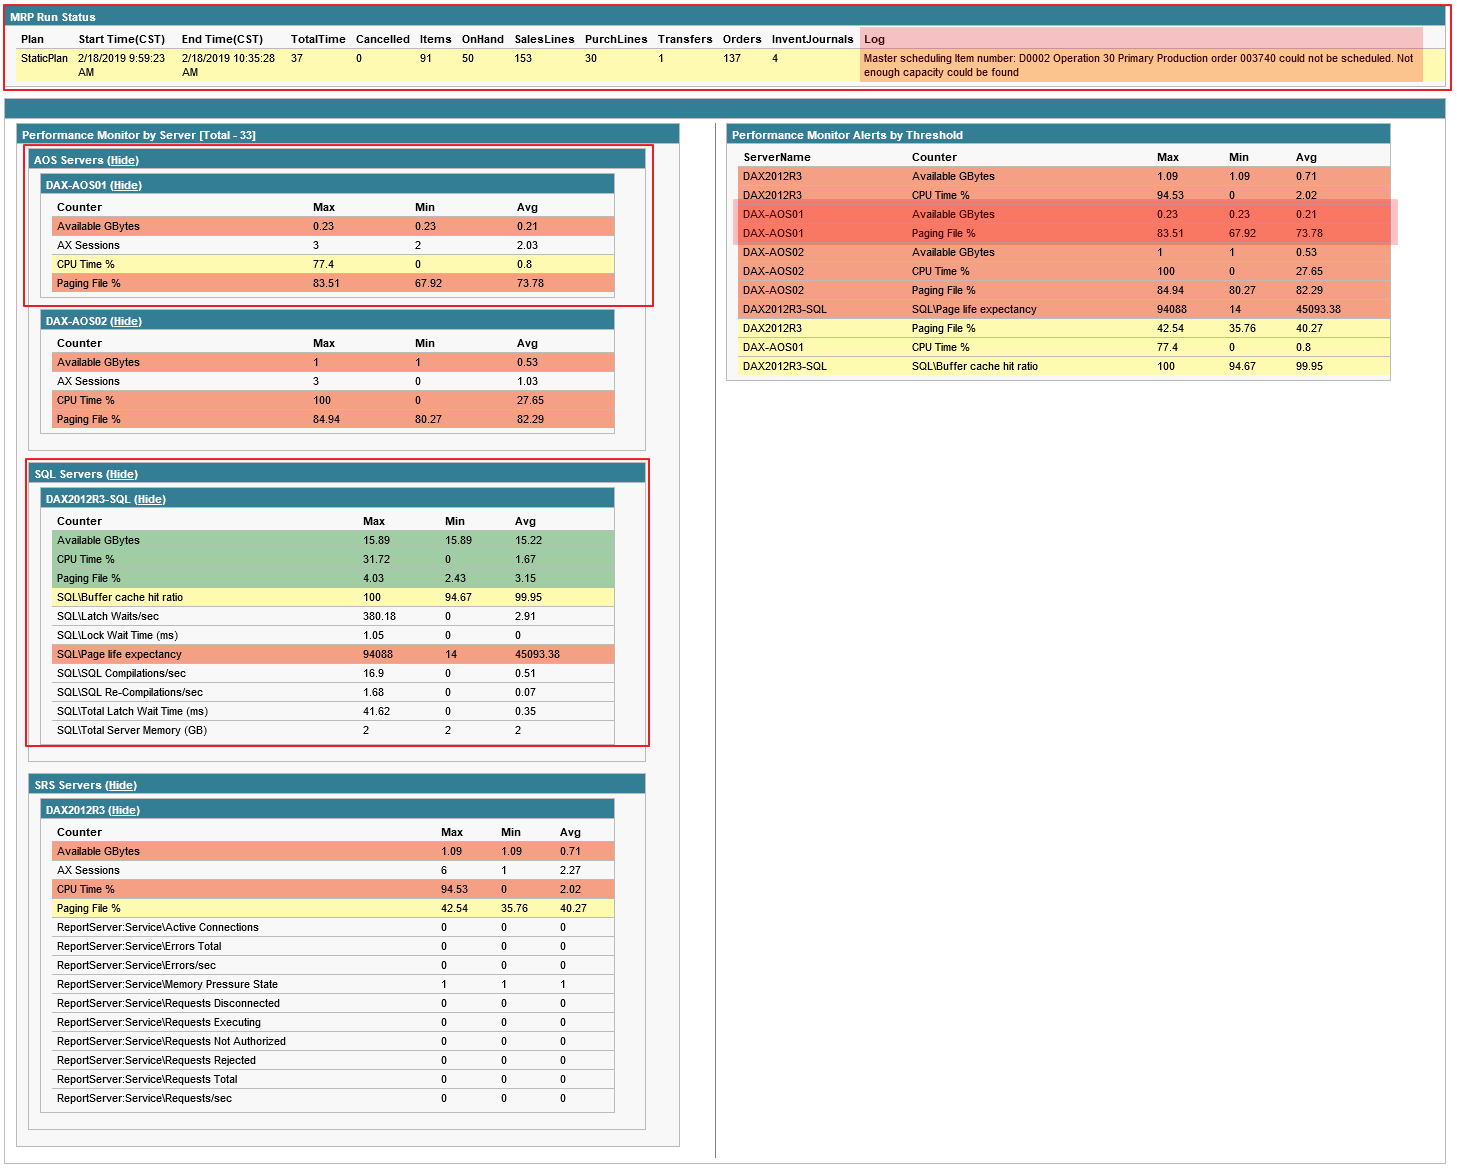 MRP Run Status
Plan Start Time(CST) End Time(CST) TotalTime Cancelled Items OnHand SalesLines PurchLines Transfers Orders InventJournals Log
StaticPlan 2/18/2019 9:59:23 AM 2/18/2019 10:35:28 AM 37 0 91 50 153 30 1 137 4 Master scheduling Item number: D0002 Operation 30 Primary Production order 003740 could not be scheduled. Not enough capacity could be found
Performance Monitor by Server [Total - 33]
AOS Servers (Hide)
DAX-AOS01 (Hide)
Counter Max Min Avg
Available GBytes 0.23 0.23 0.21
AX Sessions 3 2 2.03
CPU Time % 77.4 0 0.8
Paging File % 83.51 67.92 73.78
DAX-AOS02 (Hide)
Counter Max Min Avg
Available GBytes 1 1 0.53
AX Sessions 3 0 1.03
CPU Time % 100 0 27.65
Paging File % 84.94 80.27 82.29
SQL Servers (Hide)
DAX2012R3-SQL (Hide)
Counter Max Min Avg
Available GBytes 15.89 15.89 15.22
CPU Time % 31.72 0 1.67
Paging File % 4.03 2.43 3.15
SQL\Buffer cache hit ratio 100 94.67 99.95
SQL\Latch Waits/sec 380.18 0 2.91
SQL\Lock Wait Time (ms) 1.05 0 0
SQL\Page life expectancy 94088 14 45093.38
SQL\SQL Compilations/sec 16.9 0 0.51
SQL\SQL Re-Compilations/sec 1.68 0 0.07
SQL\Total Latch Wait Time (ms) 41.62 0 0.35
SQL\Total Server Memory (GB) 2 2 2
SRS Servers (Hide)
DAX2012R3 (Hide)
Counter Max Min Avg
Available GBytes 1.09 1.09 0.71
AX Sessions 6 1 2.27
CPU Time % 94.53 0 2.02
Paging File % 42.54 35.76 40.27
ReportServer:Service\Active Connections 0 0 0
ReportServer:Service\Errors Total 0 0 0
ReportServer:Service\Errors/sec 0 0 0
ReportServer:Service\Memory Pressure State 1 1 1
ReportServer:Service\Requests Disconnected 0 0 0
ReportServer:Service\Requests Executing 0 0 0
ReportServer:Service\Requests Not Authorized 0 0 0
ReportServer:Service\Requests Rejected 0 0 0
ReportServer:Service\Requests Total 0 0 0
ReportServer:Service\Requests/sec 0 0 0
Performance Monitor Alerts by Threshold
ServerName Counter Max Min Avg
DAX2012R3 Available GBytes 1.09 1.09 0.71
DAX2012R3 CPU Time % 94.53 0 2.02
DAX-AOS01 Available GBytes 0.23 0.23 0.21
DAX-AOS01 Paging File % 83.51 67.92 73.78
DAX-AOS02 Available GBytes 1 1 0.53
DAX-AOS02 CPU Time % 100 0 27.65
DAX-AOS02 Paging File % 84.94 80.27 82.29
DAX2012R3-SQL SQL\Page life expectancy 94088 14 45093.38
DAX2012R3 Paging File % 42.54 35.76 40.27
DAX-AOS01 CPU Time % 77.4 0 0.8
DAX2012R3-SQL SQL\Buffer cache hit ratio 100 94.67 99.95